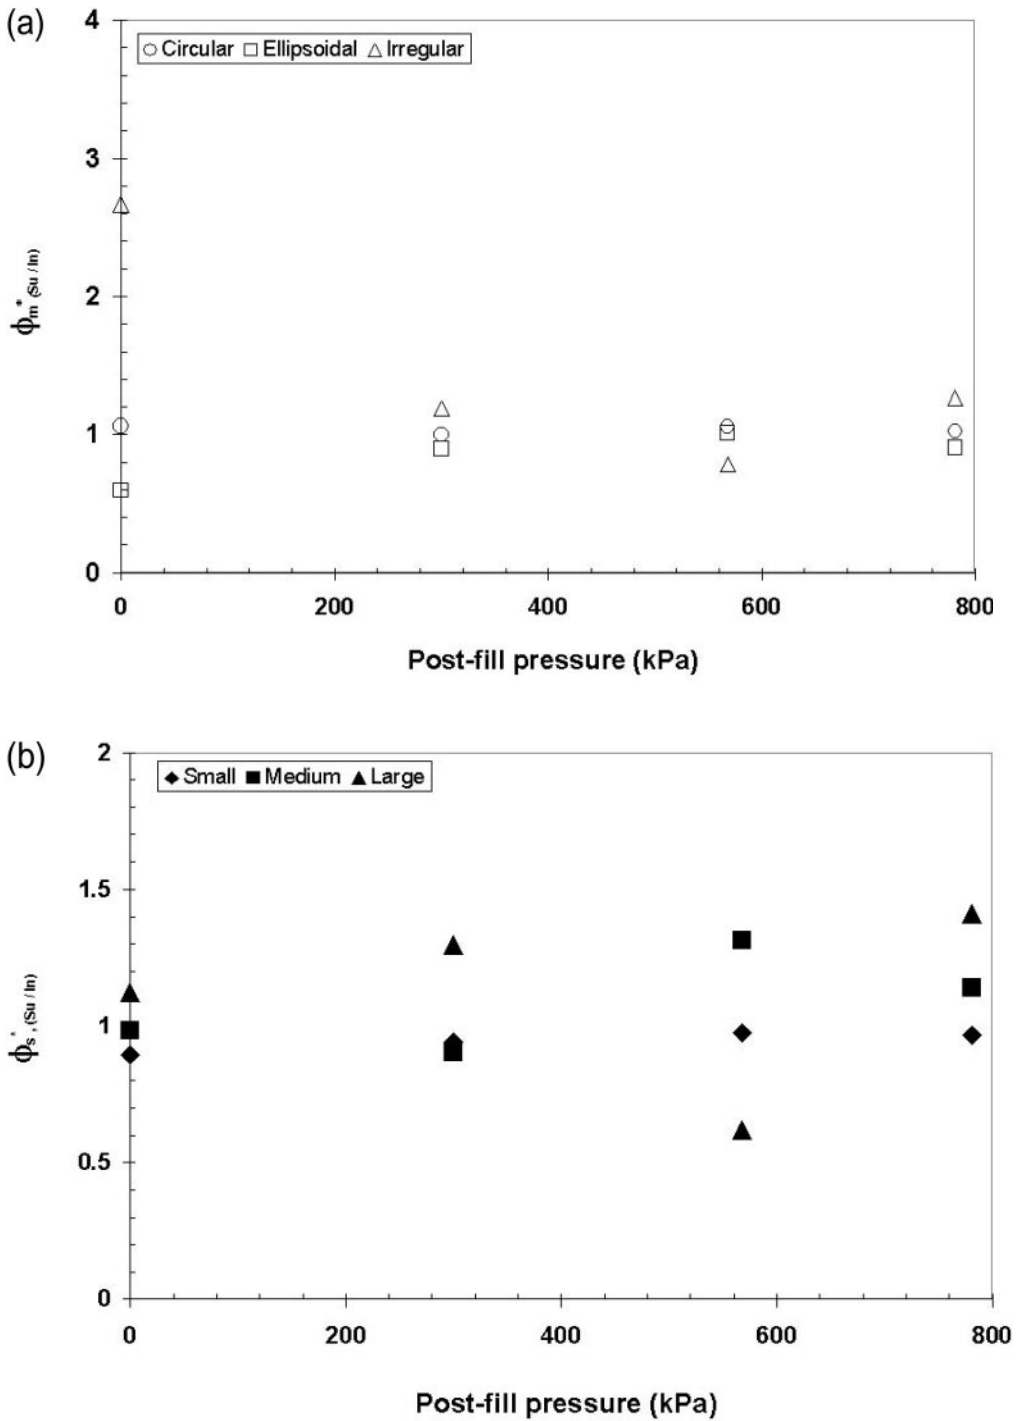 (a)
4
○ Circular □ Ellipsoidal △ Irregular
3
2
1
0
ϕm* (Su / In)
0 200 400 600 800
Post-fill pressure (kPa)
(b)
2
◆ Small ■ Medium ▲ Large
1.5
1
0.5
0
ϕs*, (Su / In)
0 200 400 600 800
Post-fill pressure (kPa)